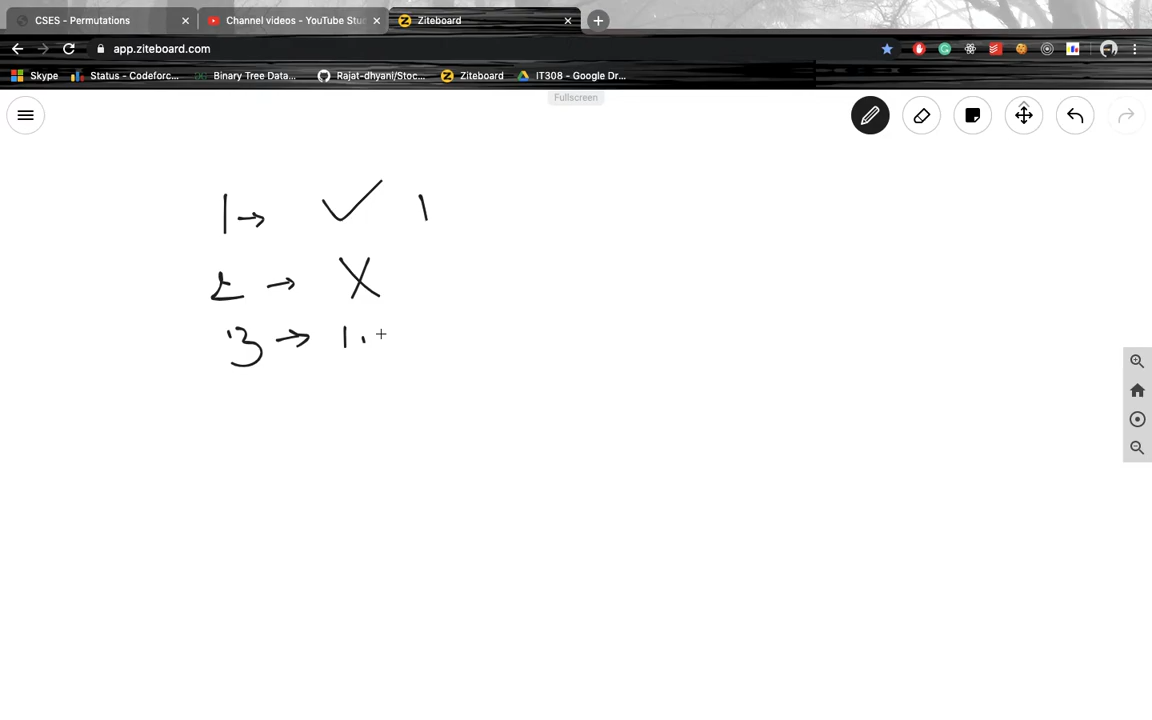 CSES - Permutations
Channel videos - YouTube Stu
Ziteboard
app.ziteboard.com
Skype
Status - Codeforc...
Binary Tree Data...
Rajat-dhyani/Stoc...
Ziteboard
IT308 - Google Dr...
Fullscreen
1 → ✓ 1
2 → X
3 → 1,